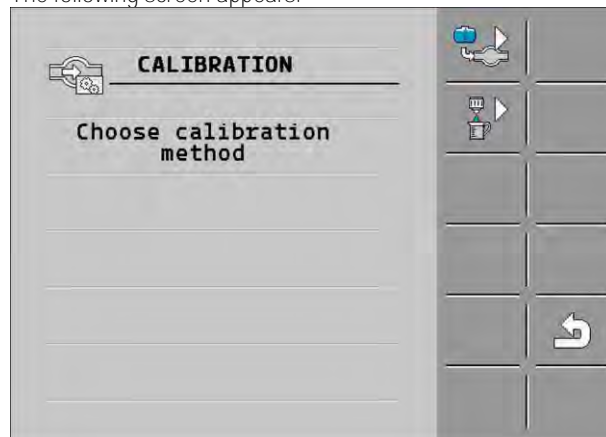 The following screen appears:
CALIBRATION
Choose calibration
method